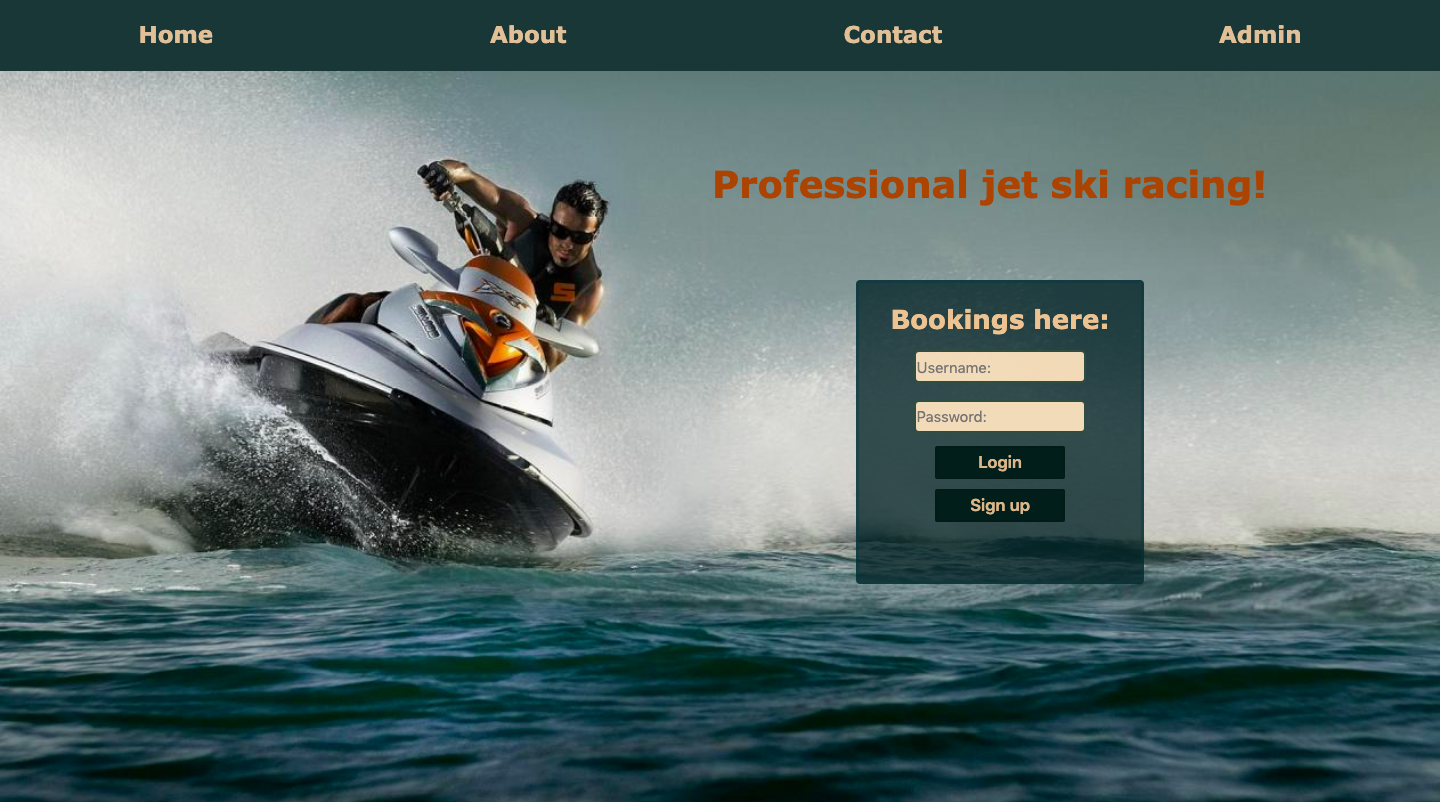 Home About Contact Admin
Professional jet ski racing!
Bookings here:
Username:
Password:
Login
Sign up